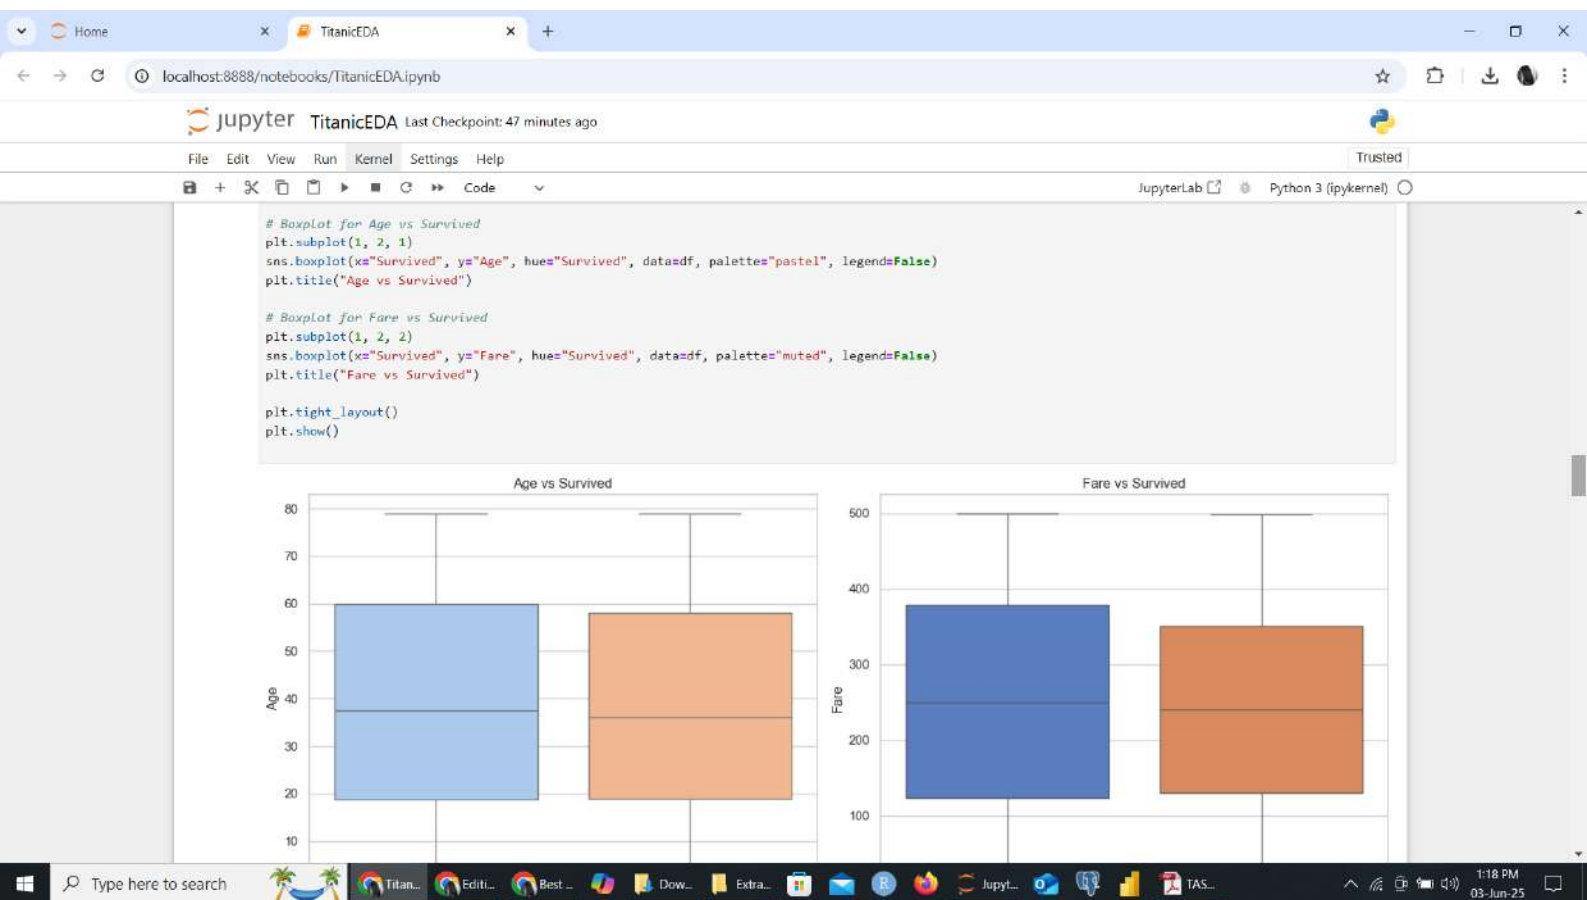 Home
TitanicEDA
localhost:8888/notebooks/TitanicEDA.ipynb
jupyter TitanicEDA Last Checkpoint: 47 minutes ago
File Edit View Run Kernel Settings Help
Trusted
Code
JupyterLab
Python 3 (ipykernel)
# Boxplot for Age vs Survived
plt.subplot(1, 2, 1)
sns.boxplot(x="Survived", y="Age", hue="Survived", data=df, palette="pastel", legend=False)
plt.title("Age vs Survived")
# Boxplot for Fare vs Survived
plt.subplot(1, 2, 2)
sns.boxplot(x="Survived", y="Fare", hue="Survived", data=df, palette="muted", legend=False)
plt.title("Fare vs Survived")
plt.tight_layout()
plt.show()
Age vs Survived
80
70
60
50
40
30
20
10
Age
Fare vs Survived
500
400
300
200
100
Fare
Type here to search
Titan...
Editi...
Best ...
Dow...
Extra...
R
Jupyt...
TAS...
1:18 PM
03-Jun-25